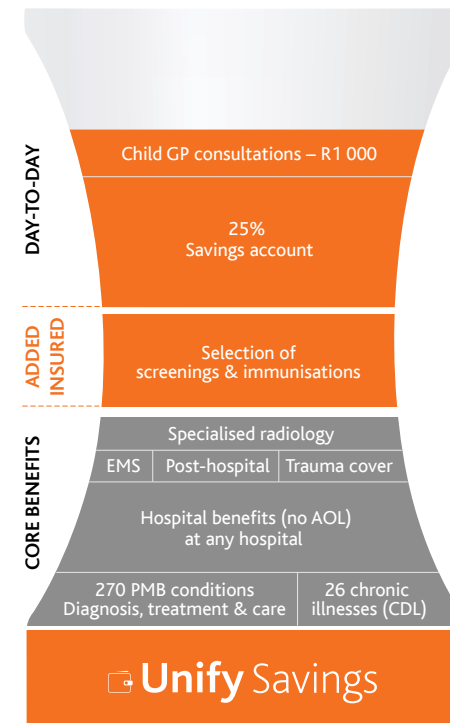 DAY-TO-DAY
Child GP consultations – R1 000
25%
Savings account
ADDED
INSURED
Selection of
screenings & immunisations
CORE BENEFITS
Specialised radiology
EMS
Post-hospital
Trauma cover
Hospital benefits (no AOL)
at any hospital
270 PMB conditions
Diagnosis, treatment & care
26 chronic
illnesses (CDL)
Unify Savings